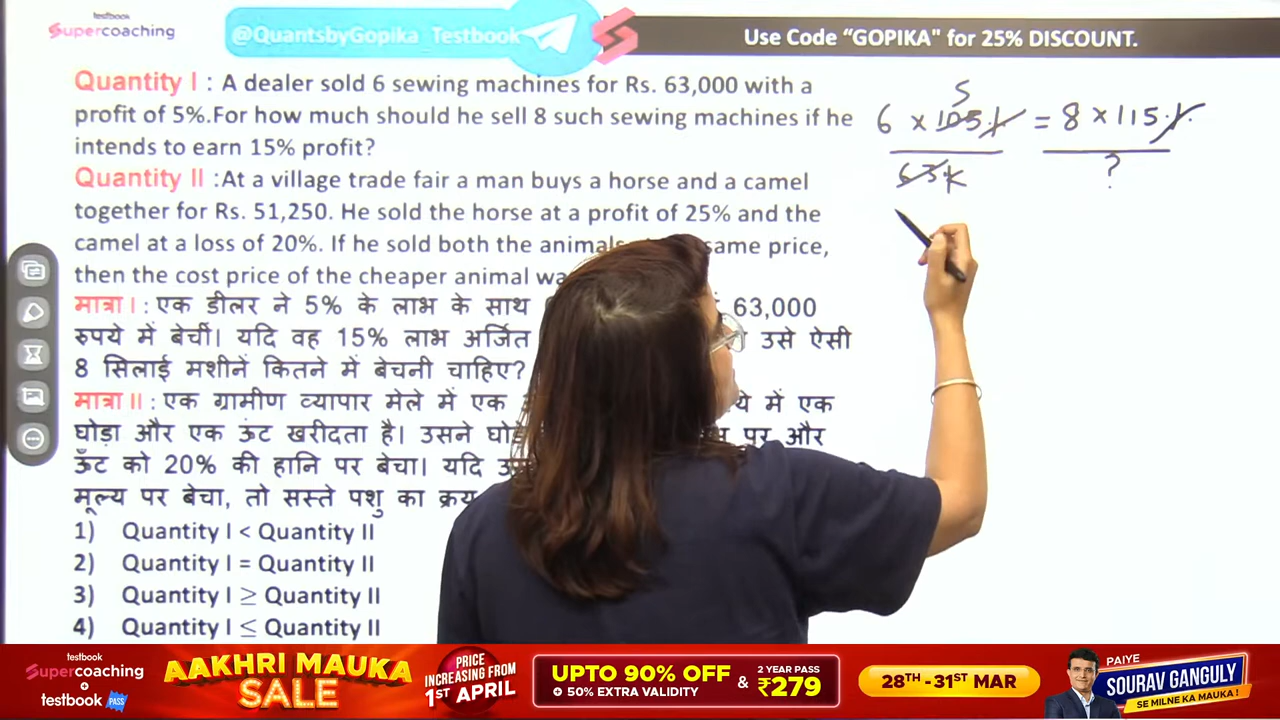 testbook
Supercoaching
@QuantsbyGopika_Testbook
Use Code “GOPIKA" for 25% DISCOUNT.
Quantity I : A dealer sold 6 sewing machines for Rs. 63,000 with a
profit of 5%.For how much should he sell 8 such sewing machines if he
intends to earn 15% profit?
Quantity II :At a village trade fair a man buys a horse and a camel
together for Rs. 51,250. He sold the horse at a profit of 25% and the
camel at a loss of 20%. If he sold both the animals same price,
then the cost price of the cheaper animal
मात्रा I : एक डीलर ने 5% के लाभ के साथ 63,000
रुपये में बेचीं। यदि वह 15% लाभ अर्जित उसे ऐसी
8 सिलाई मशीनें कितने में बेचनी चाहिए?
मात्रा II : एक ग्रामीण व्यापार मेले में एक में एक
घोड़ा और एक ऊंट खरीदता है। उसने पर और
ऊँट को 20% की हानि पर बेचा। यदि
मूल्य पर बेचा, तो सस्ते पशु का क्रय
1) Quantity I < Quantity II
2) Quantity I = Quantity II
3) Quantity I ≥ Quantity II
4) Quantity I ≤ Quantity II
5
6 × 105% = 8 × 115%
63k ?
testbook
Supercoaching
+
testbook PASS
AAKHRI MAUKA
SALE
PRICE
INCREASING FROM
1ST APRIL
UPTO 90% OFF
+ 50% EXTRA VALIDITY
&
2 YEAR PASS
₹279
28TH - 31ST MAR
PAIYE
SOURAV GANGULY
SE MILNE KA MAUKA !